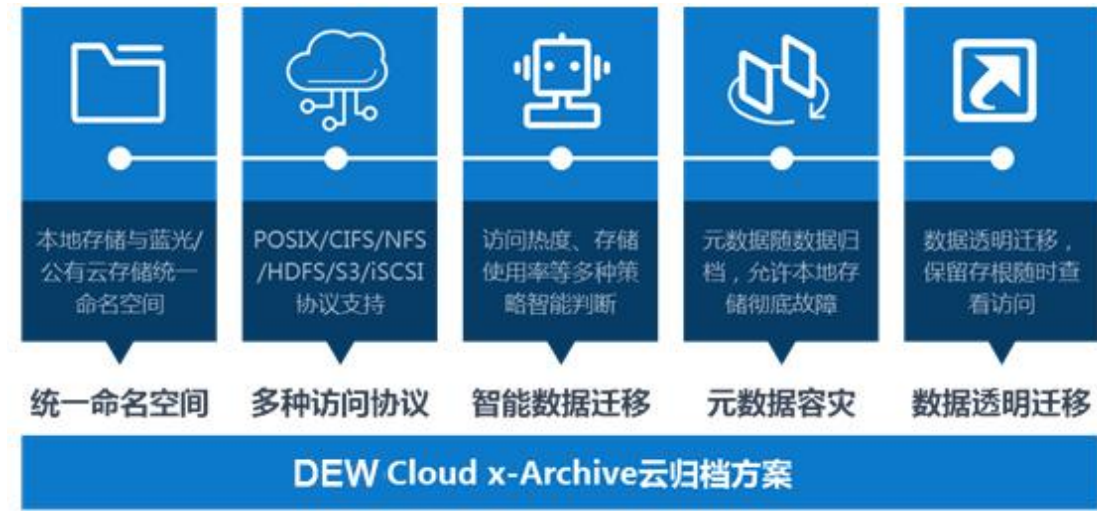 本地存储与蓝光/
公有云存储统一
命名空间
POSIX/CIFS/NFS
/HDFS/S3/iSCSI
协议支持
访问热度、存储
使用率等多种策
略智能判断
元数据随数据归
档，允许本地存
储彻底故障
数据透明迁移，
保留存根随时查
看访问
统一命名空间
多种访问协议
智能数据迁移
元数据容灾
数据透明迁移
DEW Cloud x-Archive云归档方案